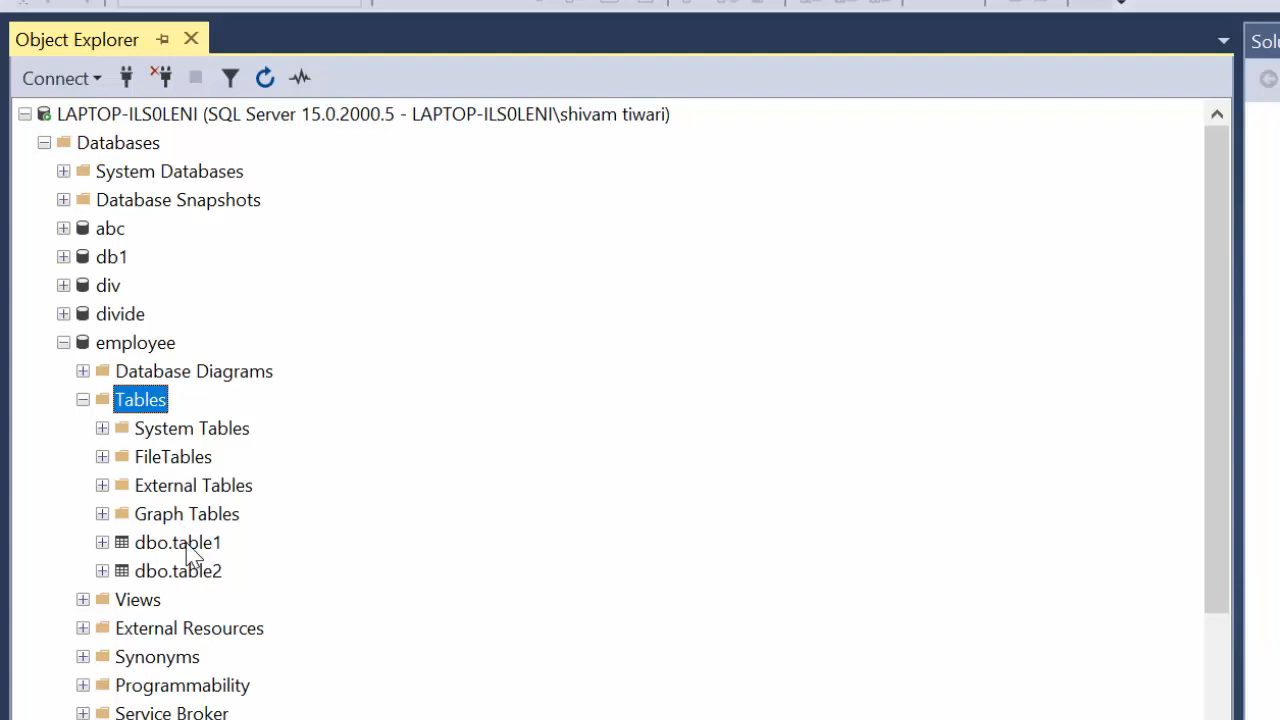 Object Explorer
Solu
Connect
LAPTOP-ILS0LENI (SQL Server 15.0.2000.5 - LAPTOP-ILS0LENI\shivam tiwari)
Databases
System Databases
Database Snapshots
abc
db1
div
divide
employee
Database Diagrams
Tables
System Tables
FileTables
External Tables
Graph Tables
dbo.table1
dbo.table2
Views
External Resources
Synonyms
Programmability
Service Broker